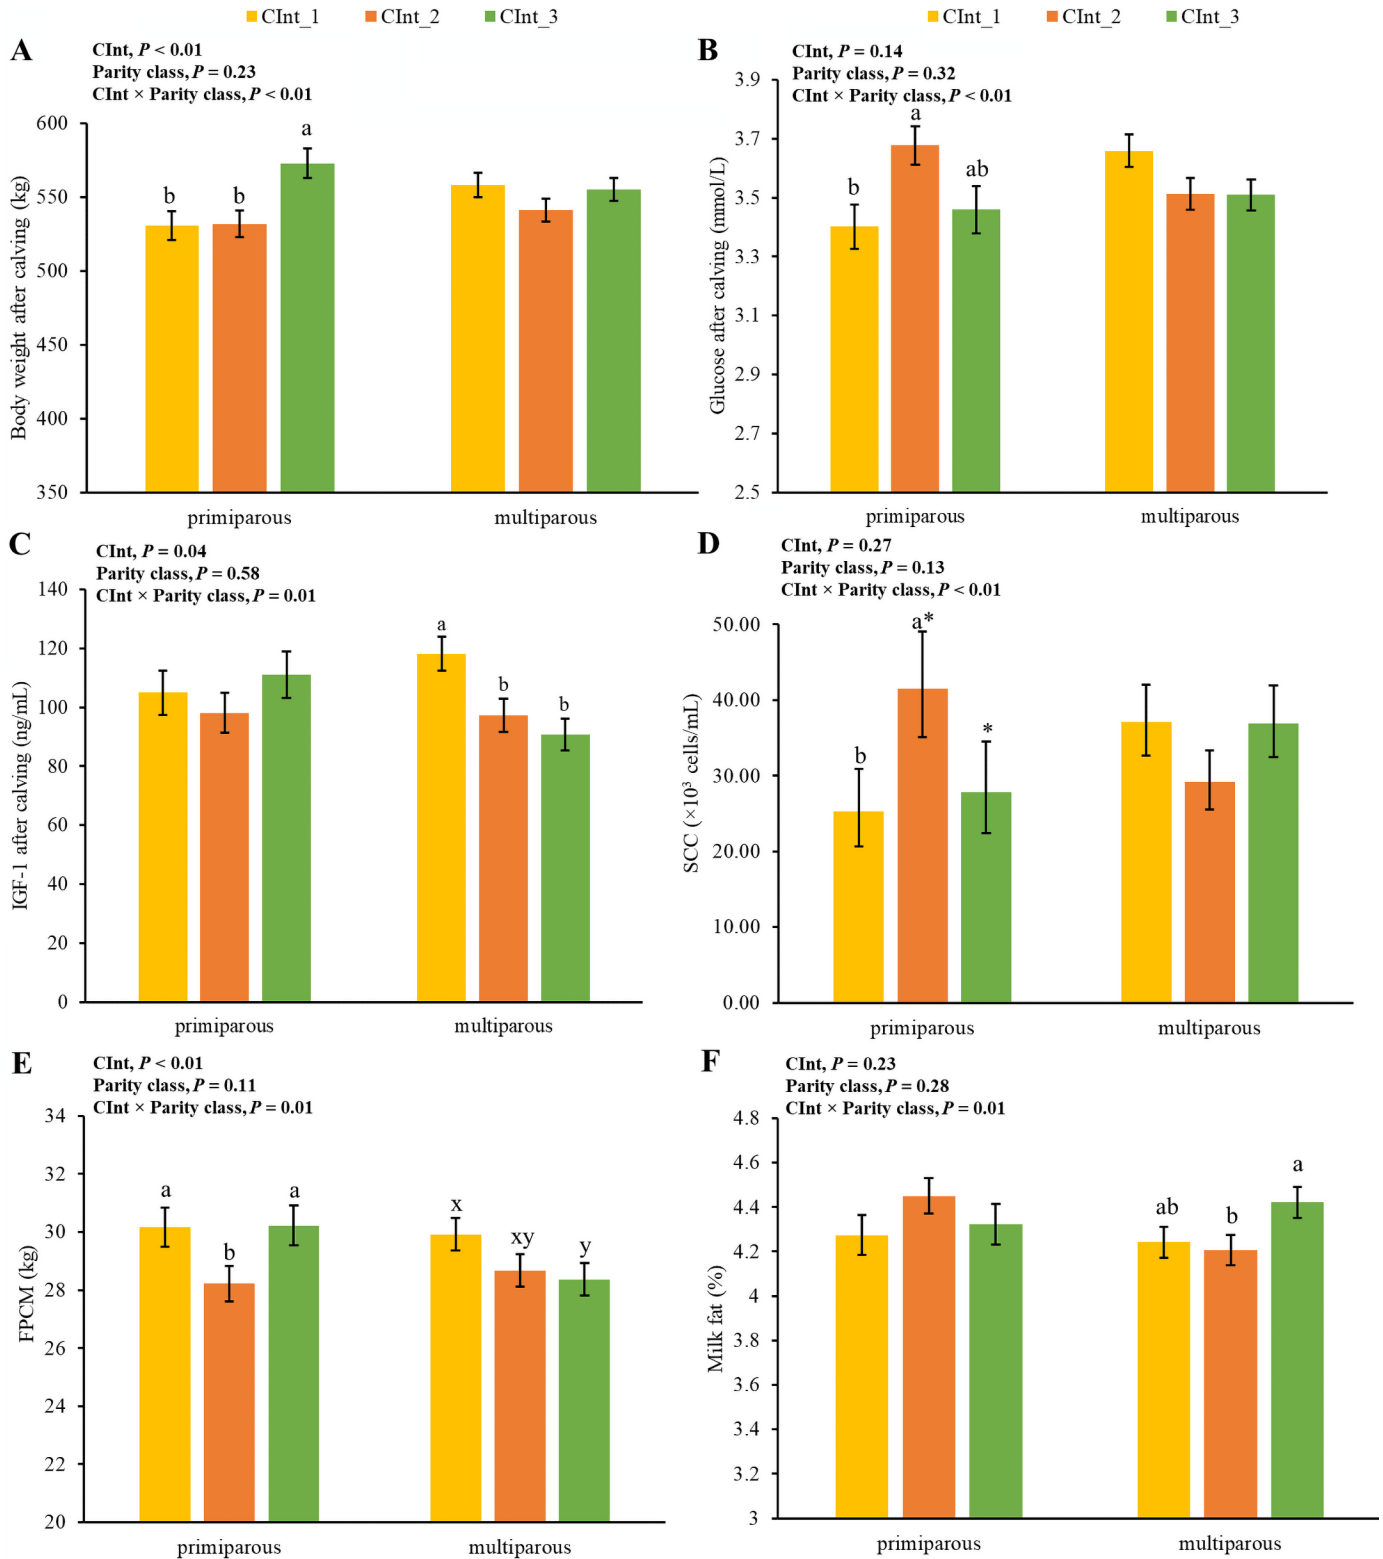 CInt_1 CInt_2 CInt_3
CInt_1 CInt_2 CInt_3
A
CInt, P < 0.01
Parity class, P = 0.23
CInt × Parity class, P < 0.01
Body weight after calving (kg)
600
550
500
450
400
350
b
b
a
primiparous
multiparous
B
CInt, P = 0.14
Parity class, P = 0.32
CInt × Parity class, P < 0.01
Glucose after calving (mmol/L)
3.9
3.7
3.5
3.3
3.1
2.9
2.7
2.5
b
a
ab
primiparous
multiparous
C
CInt, P = 0.04
Parity class, P = 0.58
CInt × Parity class, P = 0.01
IGF-1 after calving (ng/mL)
140
120
100
80
60
40
20
0
a
b
b
primiparous
multiparous
D
CInt, P = 0.27
Parity class, P = 0.13
CInt × Parity class, P < 0.01
SCC (×10³ cells/mL)
50.00
40.00
30.00
20.00
10.00
0.00
b
a*
*
primiparous
multiparous
E
CInt, P < 0.01
Parity class, P = 0.11
CInt × Parity class, P = 0.01
FPCM (kg)
34
32
30
28
26
24
22
20
a
b
a
x
xy
y
primiparous
multiparous
F
CInt, P = 0.23
Parity class, P = 0.28
CInt × Parity class, P = 0.01
Milk fat (%)
4.8
4.6
4.4
4.2
4
3.8
3.6
3.4
3.2
3
ab
b
a
primiparous
multiparous